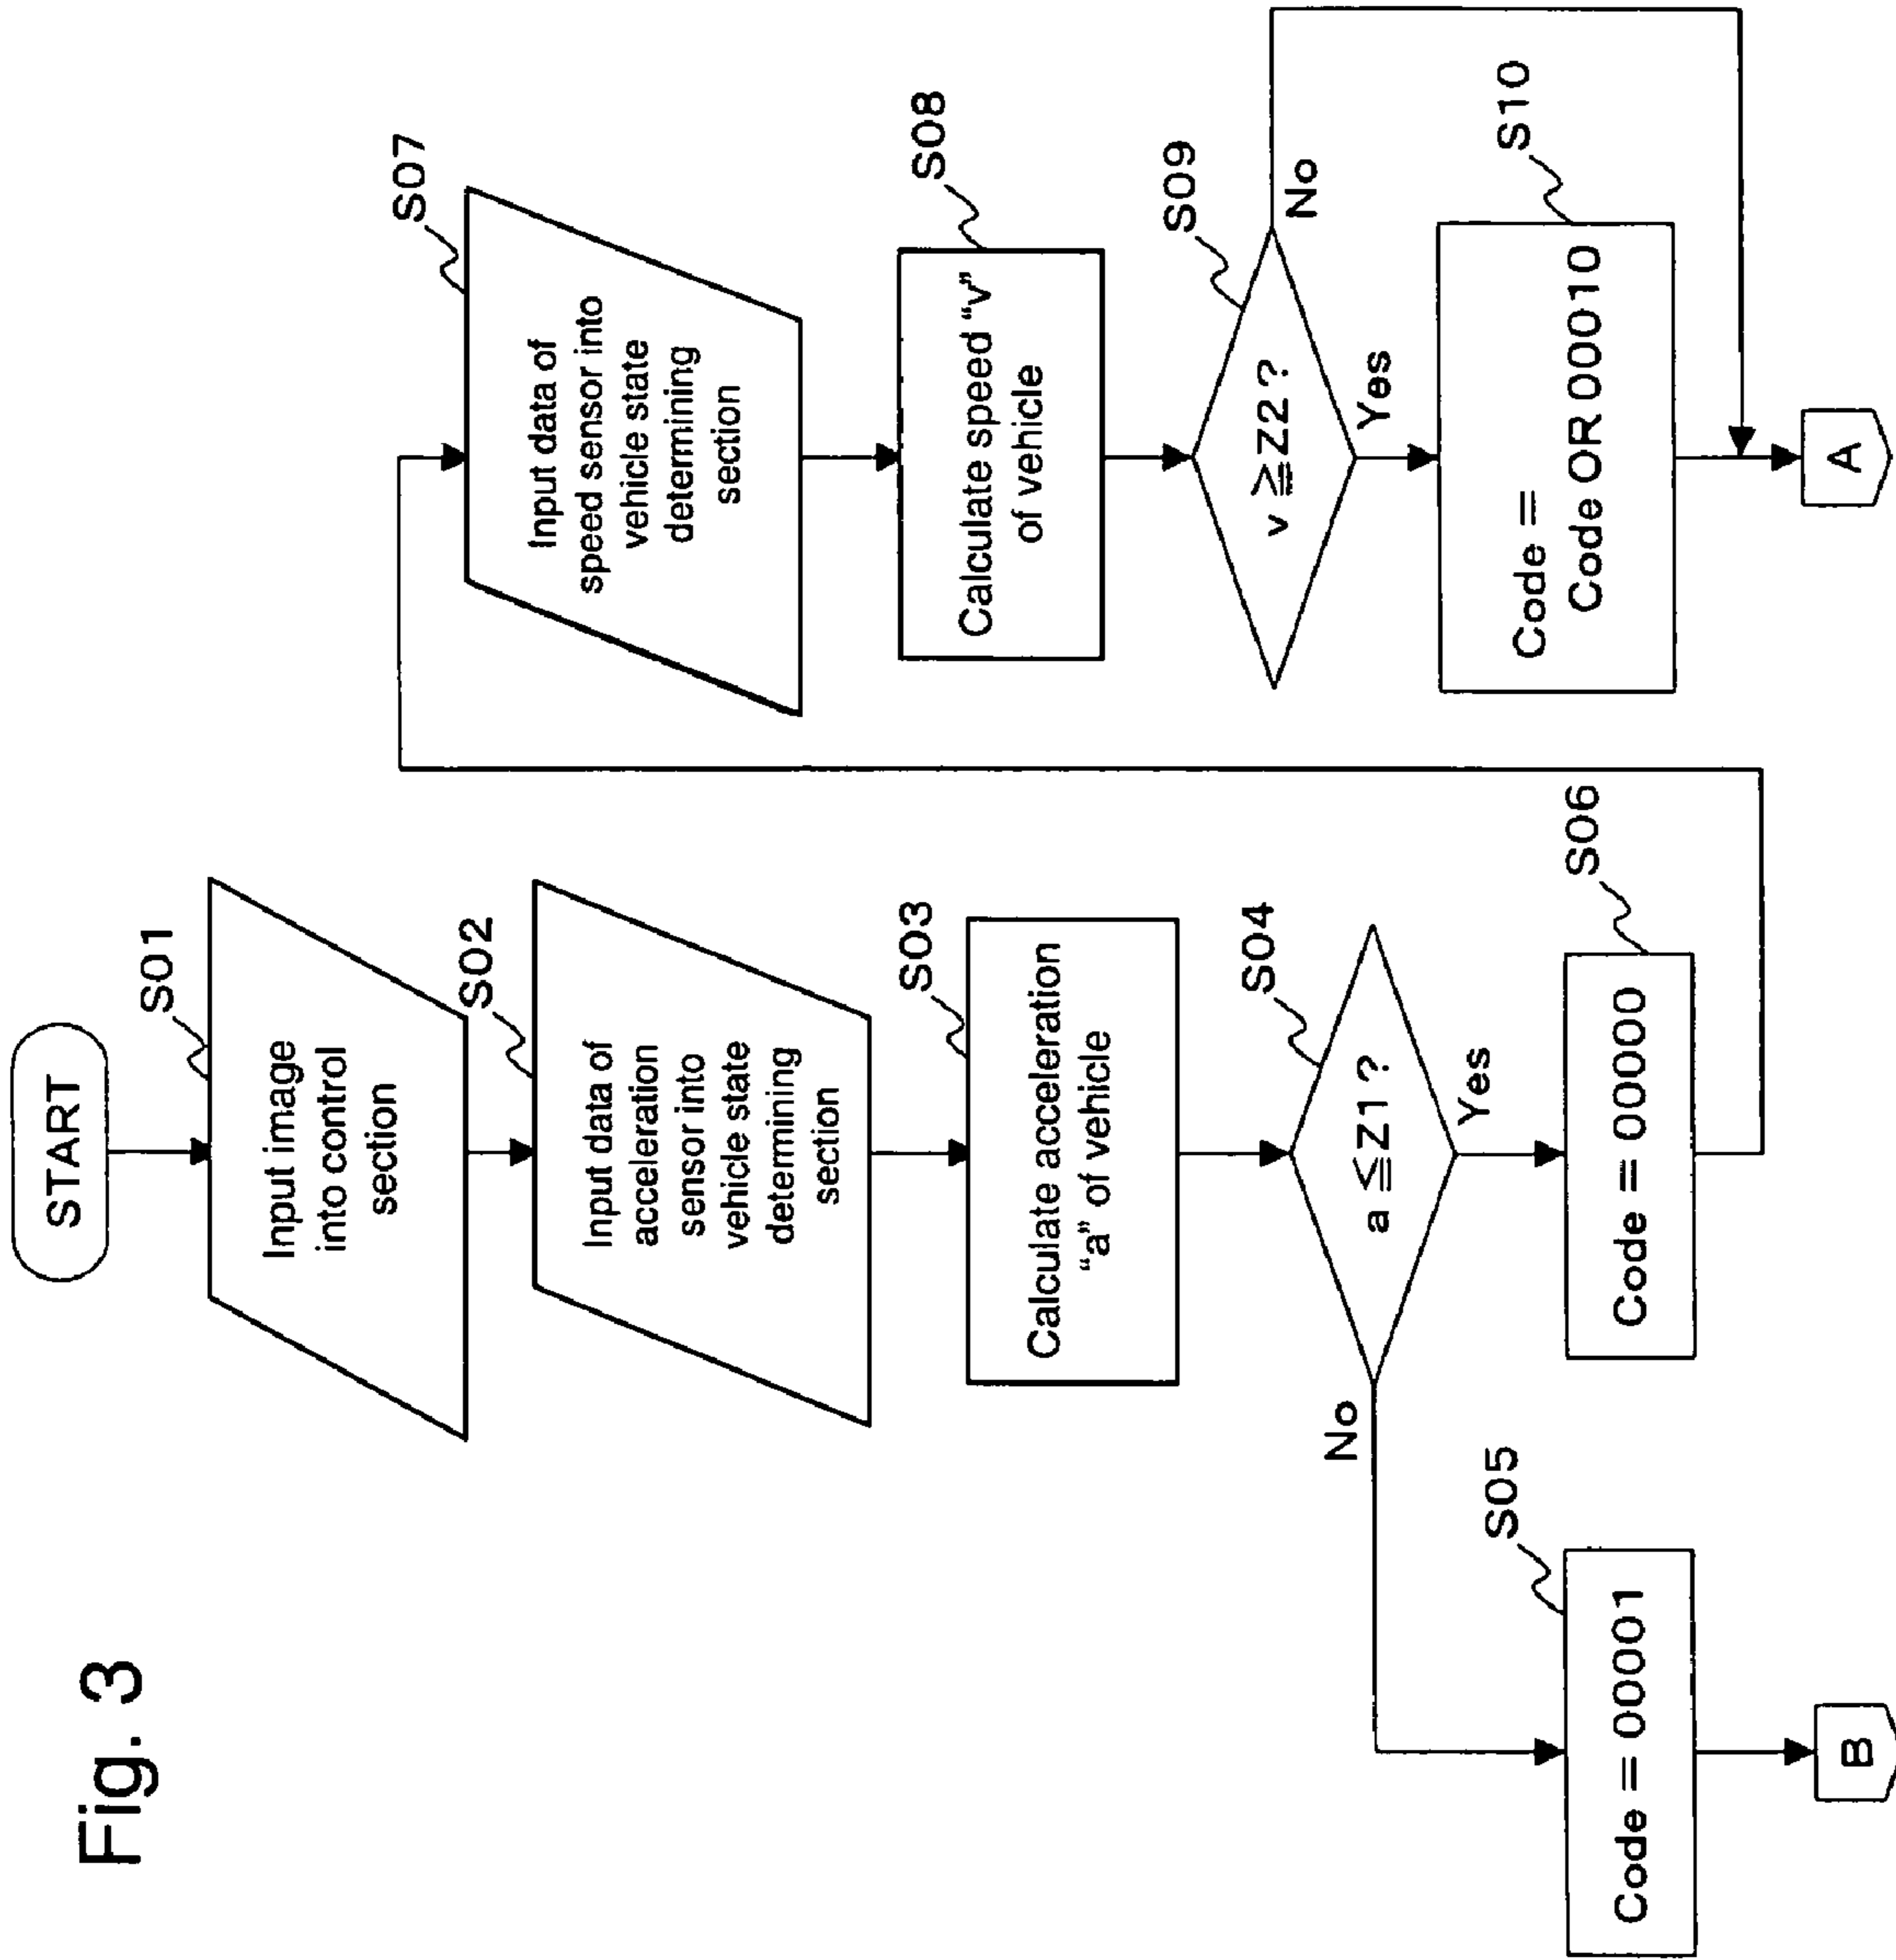 Fig. 3
START
S01
Input image
into control
section
S02
Input data of
acceleration
sensor into
vehicle state
determining
section
S03
Calculate acceleration
“a” of vehicle
S04
a ≦Z1 ?
No
Yes
S05
Code = 00001
B
S06
Code = 00000
S07
Input data of
speed sensor into
vehicle state
determining
section
S08
Calculate speed “v”
of vehicle
S09
v ≧Z2 ?
No
Yes
S10
Code =
Code OR 00010
A